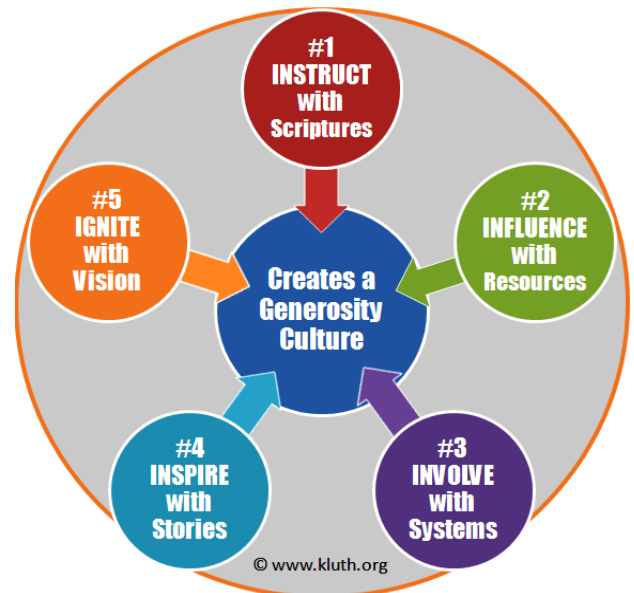 #1
INSTRUCT
with
Scriptures
#2
INFLUENCE
with
Resources
#3
INVOLVE
with
Systems
#4
INSPIRE
with
Stories
#5
IGNITE
with
Vision
Creates a
Generosity
Culture
© www.kluth.org